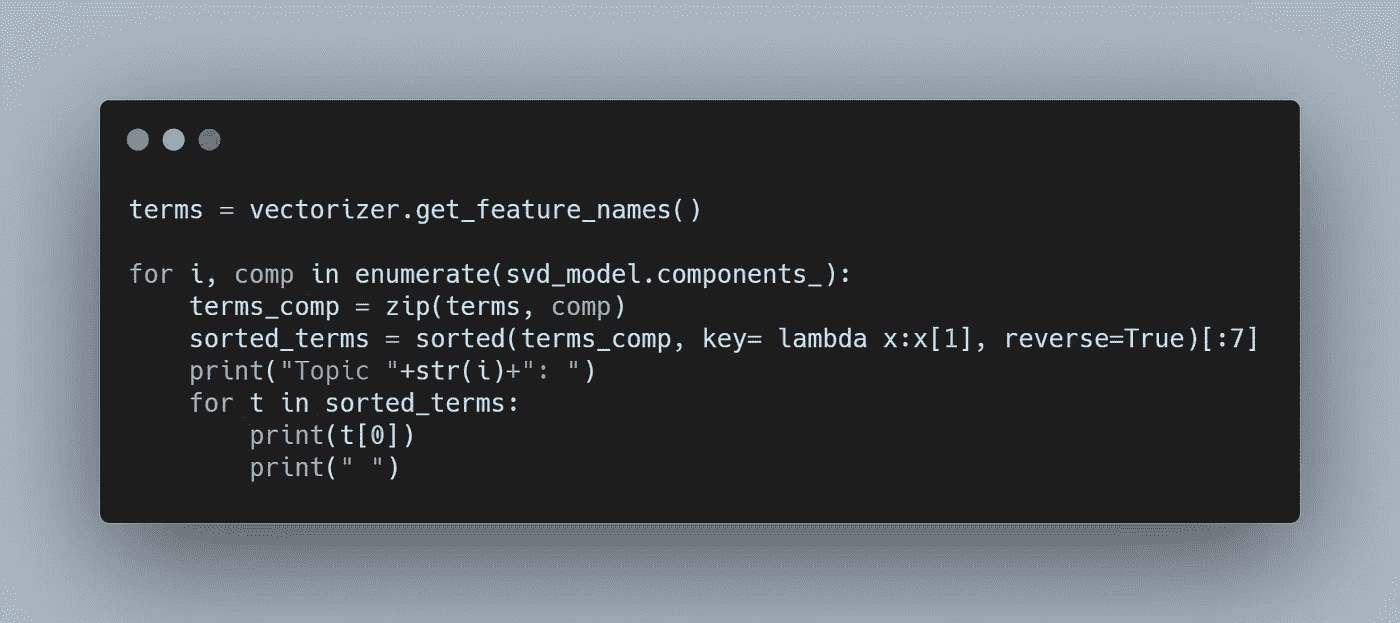 terms = vectorizer.get_feature_names()
for i, comp in enumerate(svd_model.components_):
    terms_comp = zip(terms, comp)
    sorted_terms = sorted(terms_comp, key= lambda x:x[1], reverse=True)[:7]
    print("Topic "+str(i)+": ")
    for t in sorted_terms:
        print(t[0])
        print(" ")